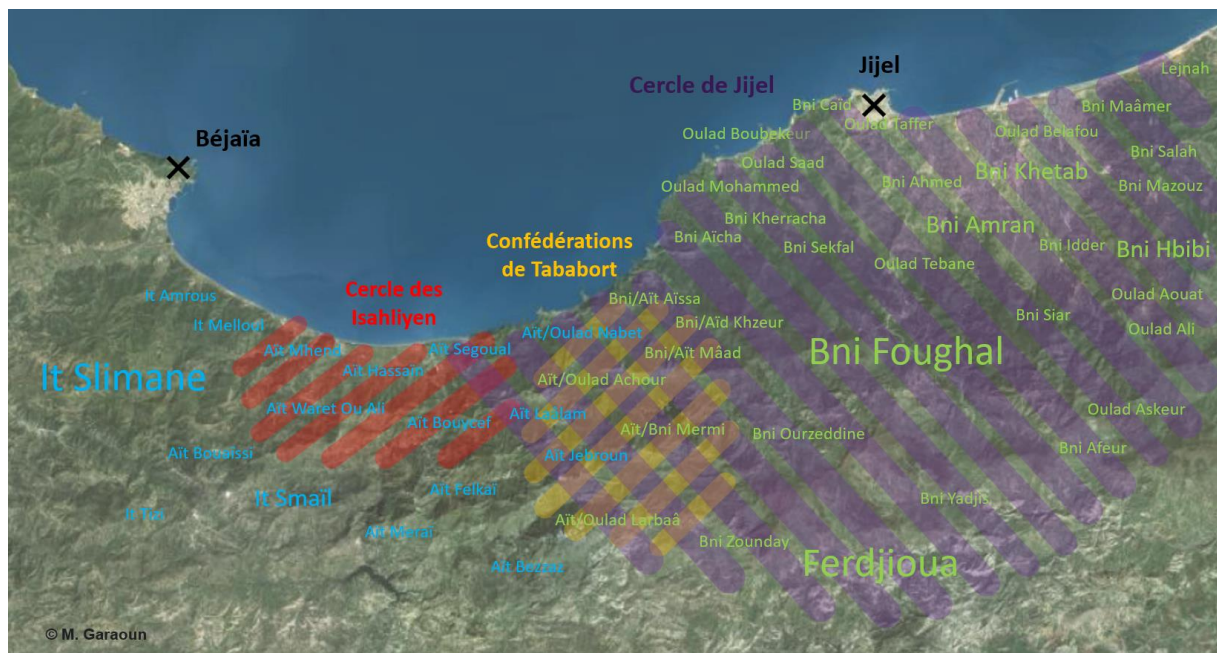 Lejnah
Jijel
Cercle de Jijel
Bni Caïd
Bni Maâmer
Oulad Taffer
Oulad Boubekeur
Oulad Belafou
Béjaïa
Bni Salah
Oulad Saad
Bni Khetab
Bni Ahmed
Oulad Mohammed
Bni Mazouz
Bni Kherracha
Bni Amran
Bni Aïcha
Confédérations
de Tababort
Bni Sekfal
Bni Idder
Bni Hbibi
Oulad Tebane
Cercle des
Isahliyen
It Amrous
Bni/Aït Aïssa
Oulad Aouat
It Melloul
Aït/Oulad Nabet
Bni/Aïd Khzeur
Bni Siar
Oulad Ali
Aït Mhend
Aït Segoual
Bni/Aït Mâad
Bni Foughal
Aït Hassaïn
It Slimane
Aït/Oulad Achour
Aït Waret Ou Ali
Aït Laâlam
Oulad Askeur
Aït Bouycef
Aït/Bni Mermi
Bni Ourzeddine
Aït Bouaïssi
Aït Jebroun
Bni Afeur
It Smaïl
Aït Felkaï
Bni Yadjis
It Tizi
Aït/Oulad Larbaâ
Aït Meraï
Bni Zounday
Ferdjioua
Aït Bezzez
© M. Garaoun